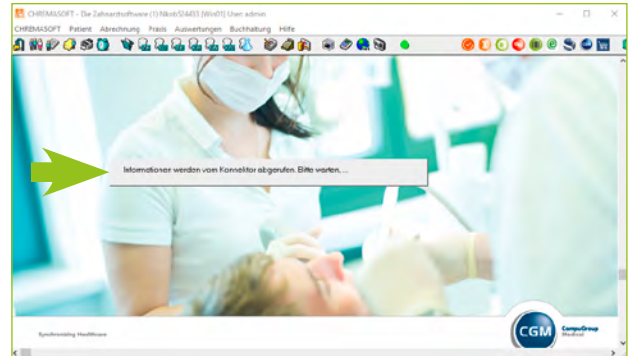 CHREMASOFT - Die Zahnarztsoftware (1) User: admin
CHREMASOFT Patient Abrechnung Praxis Auswertungen Buchhaltung Hilfe
Informationen werden vom Konnektor abgerufen. Bitte warten, ...
Synchronizing Healthcare
CGM
CompuGroup
Medical